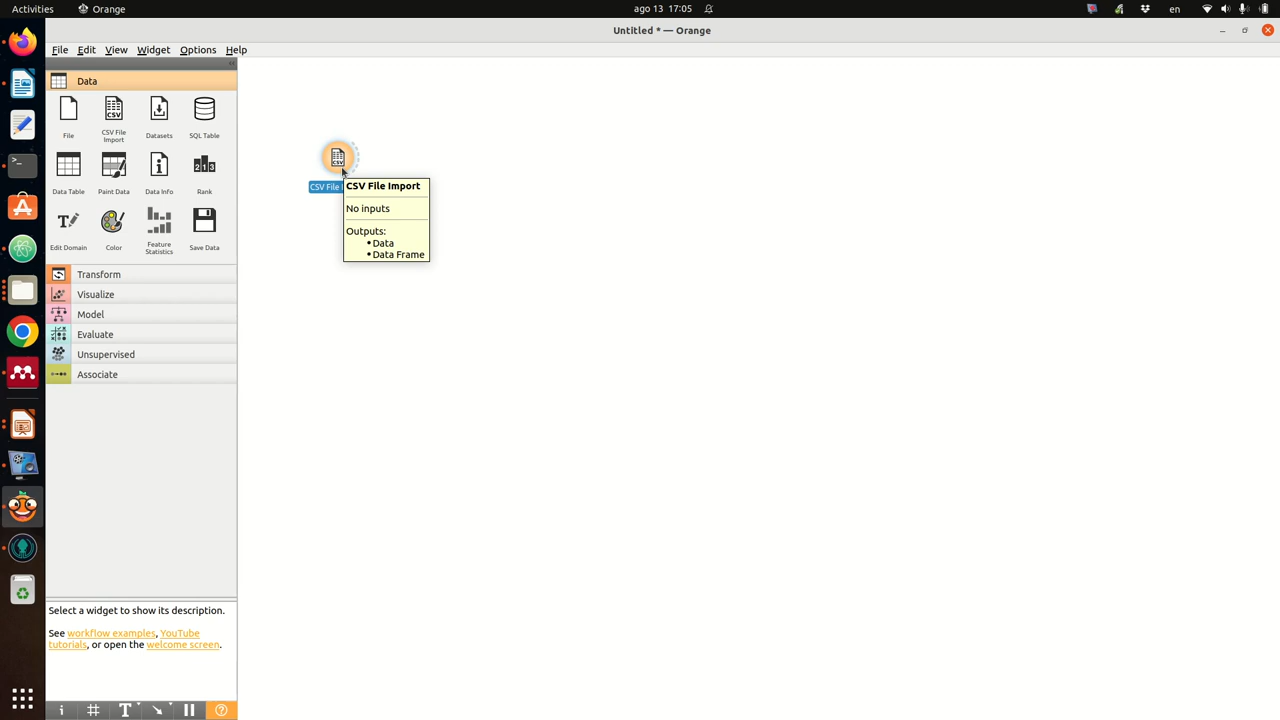 Activities
Orange
ago 13 17:05
en
Untitled * — Orange
File Edit View Widget Options Help
Data
File
CSV File Import
Datasets
SQL Table
Data Table
Paint Data
Data Info
Rank
Edit Domain
Color
Feature Statistics
Save Data
Transform
Visualize
Model
Evaluate
Unsupervised
Associate
CSV File
CSV File Import
No inputs
Outputs:
•Data
•Data Frame
Select a widget to show its description.
See workflow examples, YouTube
tutorials, or open the welcome screen.